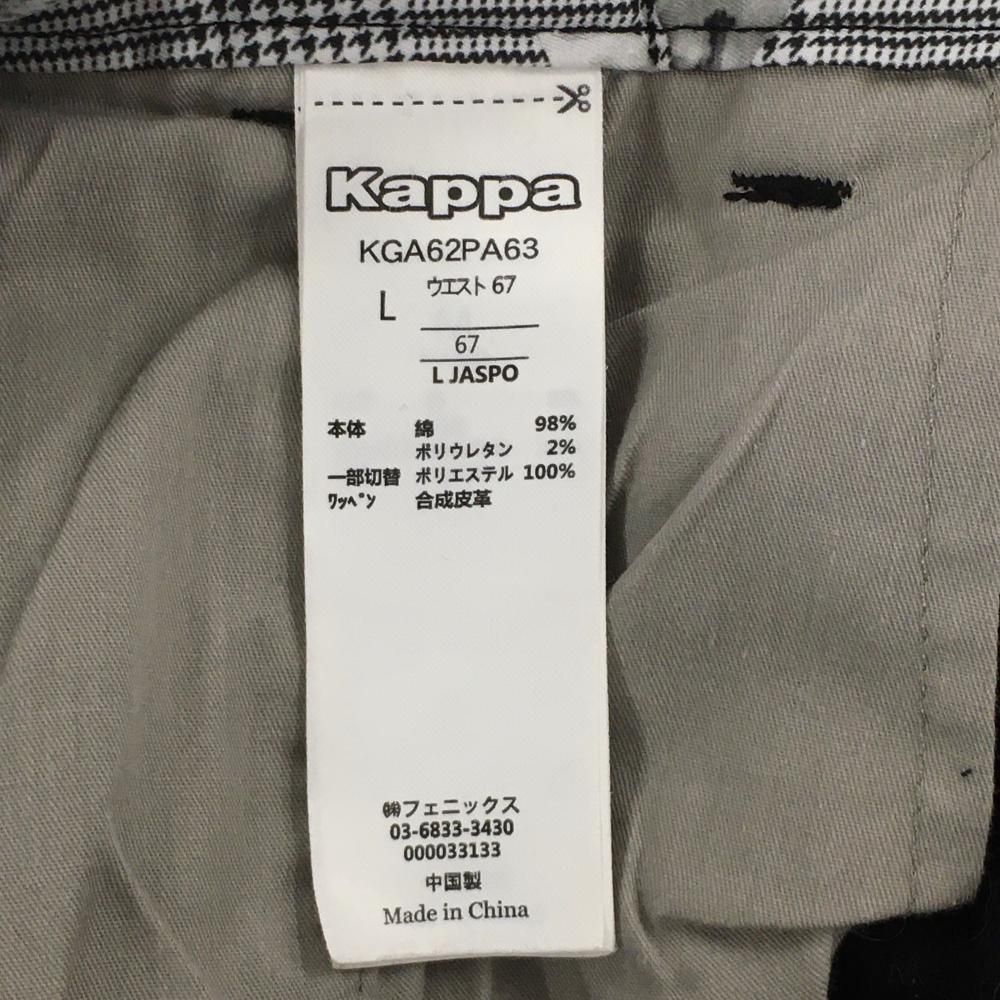 Kappa
KGA62PA63
L
ウエスト 67
67
L JASPO
本体 綿 98%
ポリウレタン 2%
一部切替 ポリエステル 100%
ﾜｯﾍﾟﾝ 合成皮革
㈱フェニックス
03-6833-3430
000033133
中国製
Made in China